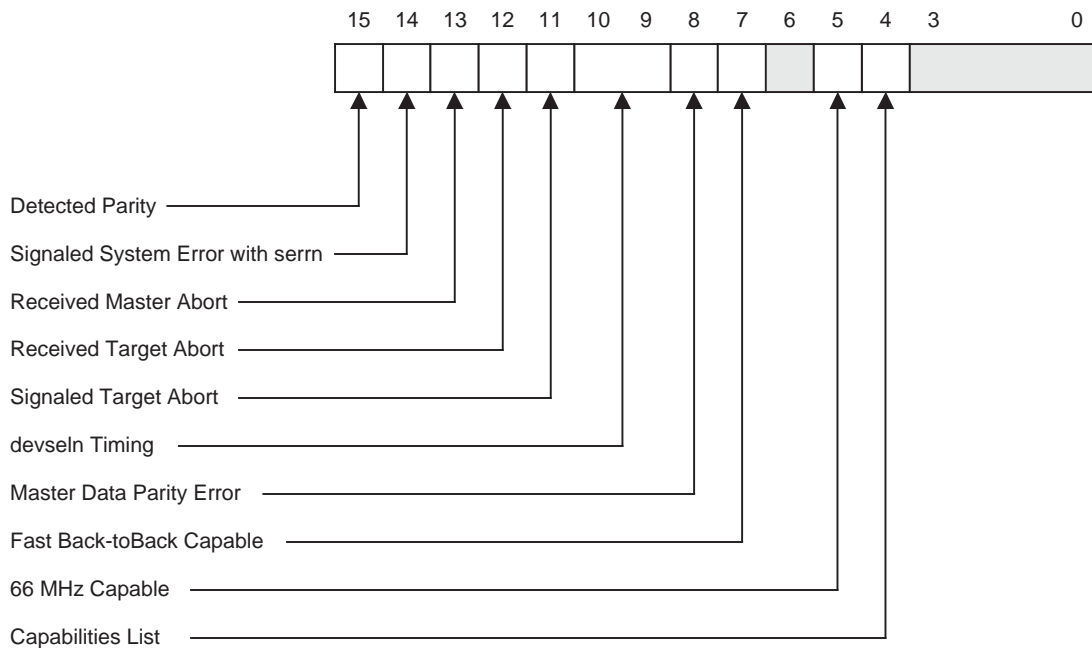 15 14 13 12 11 10 9 8 7 6 5 4 3 0
Detected Parity
Signaled System Error with serrn
Received Master Abort
Received Target Abort
Signaled Target Abort
devseln Timing
Master Data Parity Error
Fast Back-toBack Capable
66 MHz Capable
Capabilities List